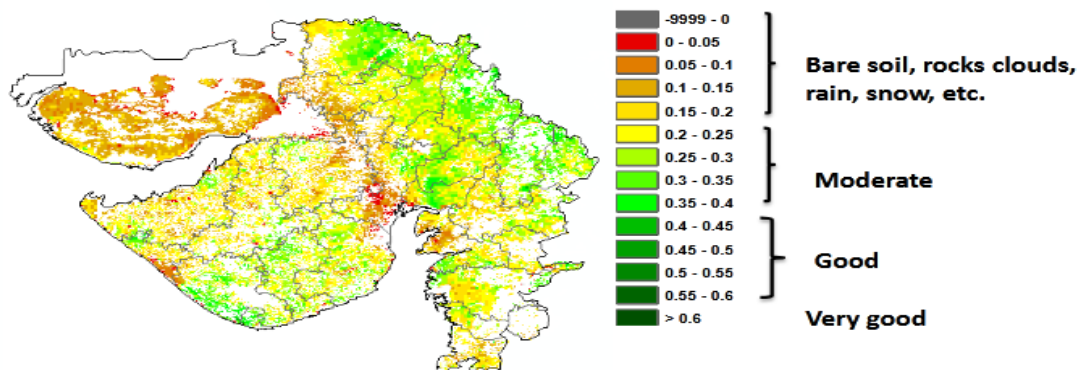 -9999 - 0
0 - 0.05
0.05 - 0.1
0.1 - 0.15
0.15 - 0.2
0.2 - 0.25
0.25 - 0.3
0.3 - 0.35
0.35 - 0.4
0.4 - 0.45
0.45 - 0.5
0.5 - 0.55
0.55 - 0.6
> 0.6
Bare soil, rocks clouds,
rain, snow, etc.
Moderate
Good
Very good